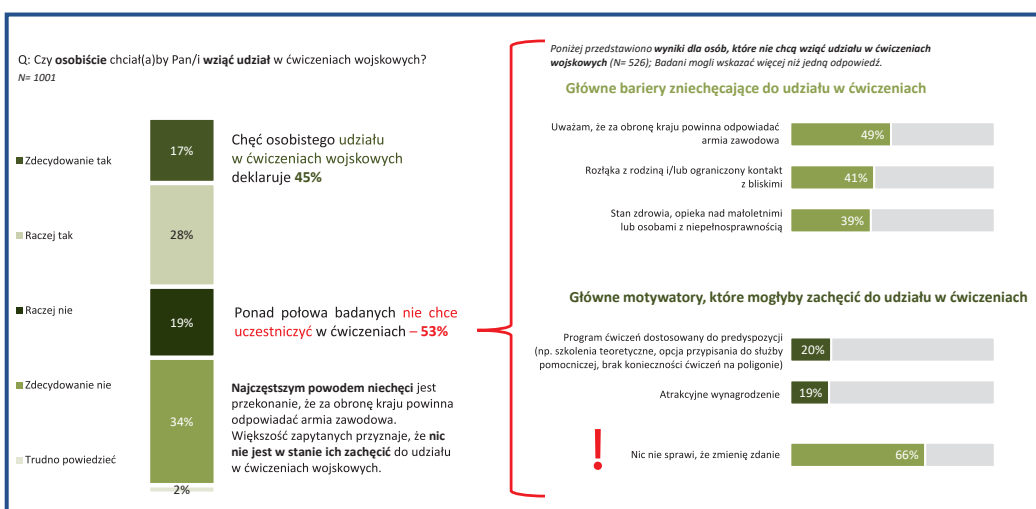 Q: Czy osobiście chciał(a)by Pan/i wziąć udział w ćwiczeniach wojskowych?
N= 1001
Zdecydowanie tak
17%
Raczej tak
28%
Raczej nie
19%
Zdecydowanie nie
34%
Trudno powiedzieć
2%
Chęć osobistego udziału
w ćwiczeniach wojskowych
deklaruje 45%
Ponad połowa badanych nie chce
uczestniczyć w ćwiczeniach – 53%
Najczęstszym powodem niechęci jest
przekonanie, że za obronę kraju powinna
odpowiadać armia zawodowa.
Większość zapytanych przyznaje, że nic
nie jest w stanie ich zachęcić do udziału
w ćwiczeniach wojskowych.
Poniżej przedstawiono wyniki dla osób, które nie chcą wziąć udziału w ćwiczeniach
wojskowych (N= 526); Badani mogli wskazać więcej niż jedną odpowiedź.
Główne bariery zniechęcające do udziału w ćwiczeniach
Uważam, że za obronę kraju powinna odpowiadać
armia zawodowa
49%
Rozłąka z rodziną i/lub ograniczony kontakt
z bliskimi
41%
Stan zdrowia, opieka nad małoletnimi
lub osobami z niepełnosprawnością
39%
Główne motywatory, które mogłyby zachęcić do udziału w ćwiczeniach
Program ćwiczeń dostosowany do predyspozycji
(np. szkolenia teoretyczne, opcja przypisania do służby
pomocniczej, brak konieczności ćwiczeń na poligonie)
20%
Atrakcyjne wynagrodzenie
19%
!
Nic nie sprawi, że zmienię zdanie
66%